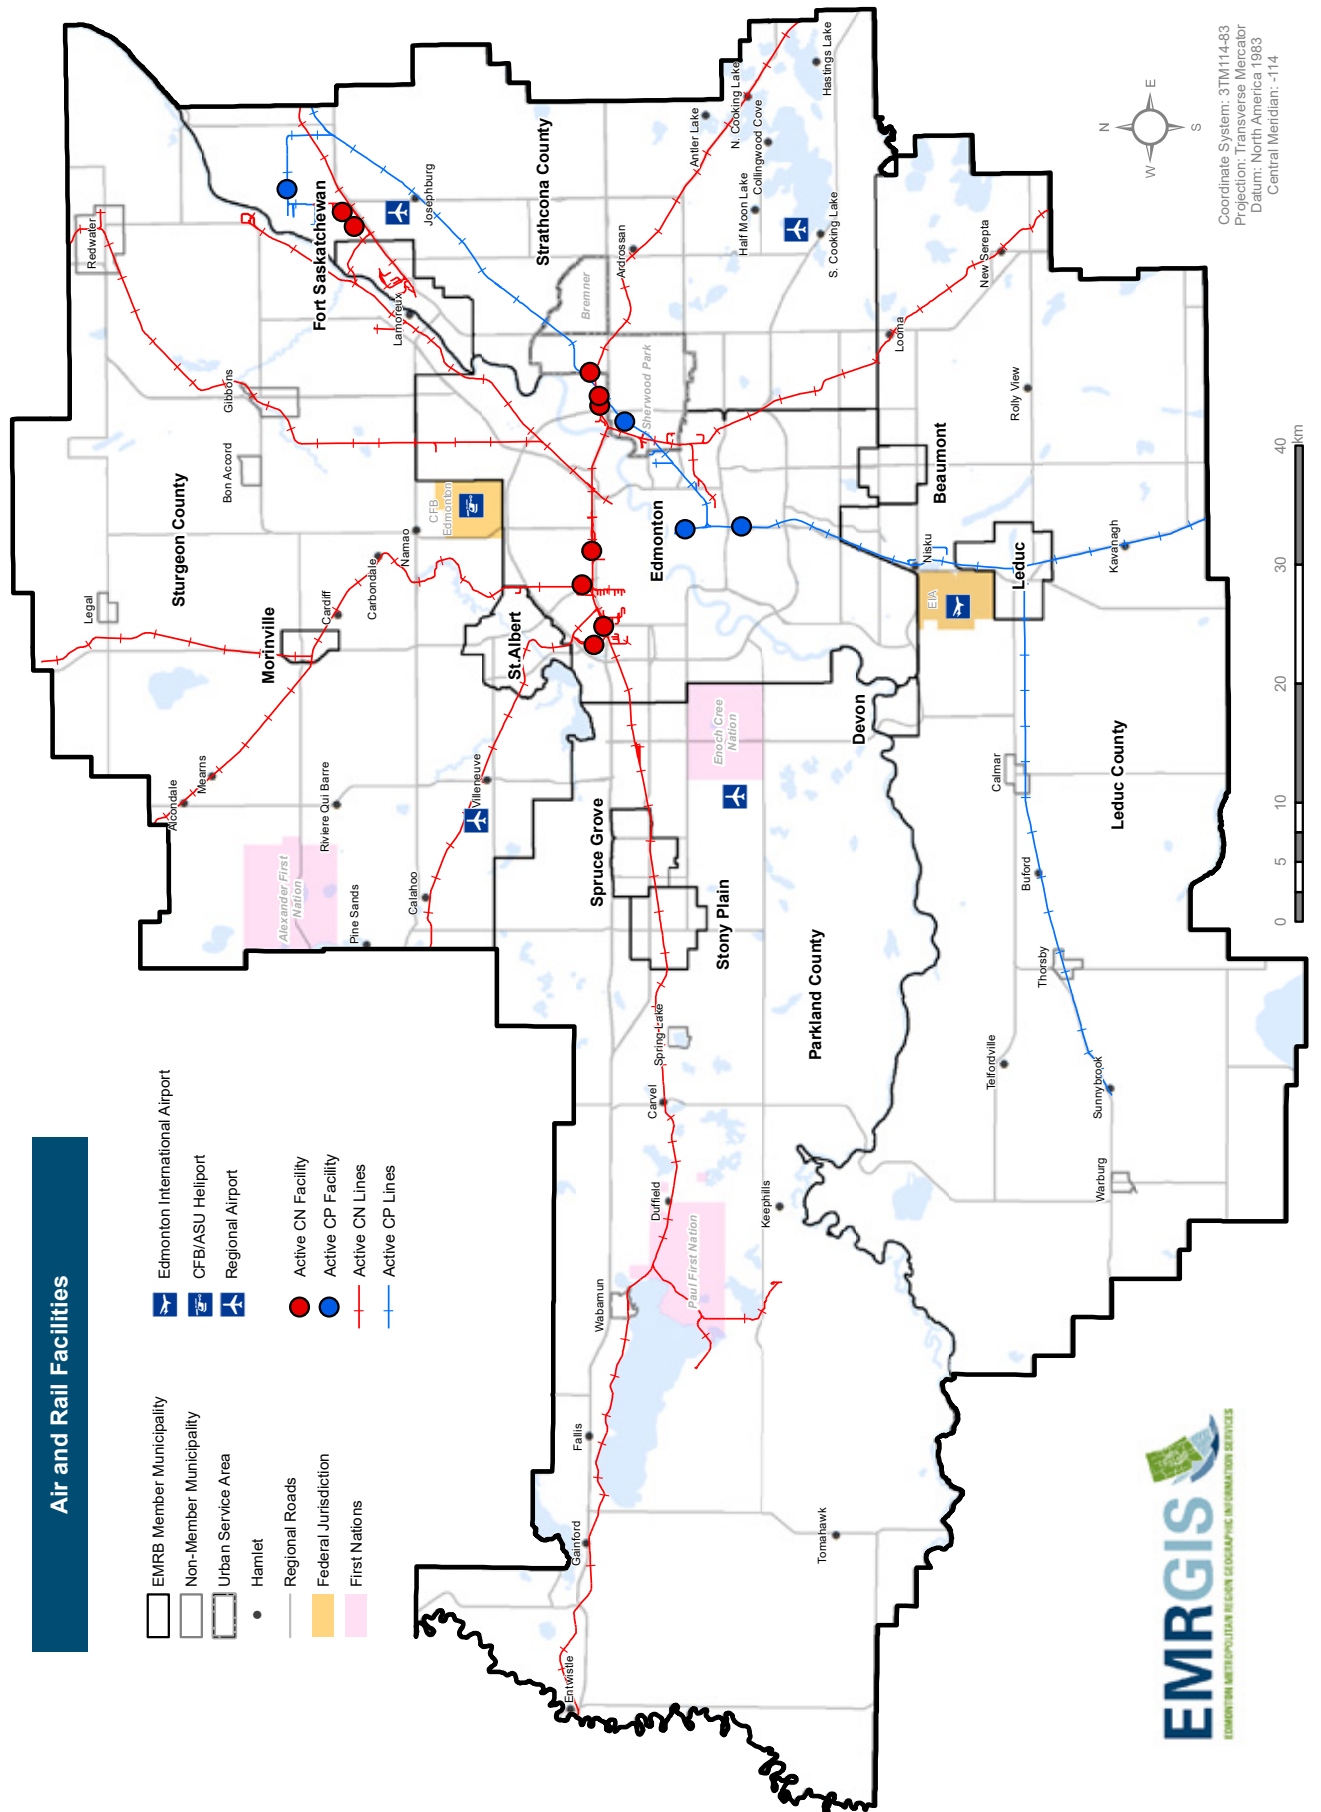 Air and Rail Facilities
EMRB Member Municipality
Non-Member Municipality
Urban Service Area
Hamlet
Regional Roads
Federal Jurisdiction
First Nations
Edmonton International Airport
CFB/ASU Heliport
Regional Airport
Active CN Facility
Active CP Facility
Active CN Lines
Active CP Lines
Redwater
Legal
Sturgeon County
Gibbons
Bon Accord
Morinville
Cardiff
Carbondale
Namao
CFB
Edmonton
Alcondale
Mearns
Riviere Qui Barre
Alexander First
Nation
Pine Sands
Calahoo
Villeneuve
St.Albert
Fort Saskatchewan
Lamoreux
Josephburg
Strathcona County
Bremner
Ardrossan
Antler Lake
N. Cooking Lake
Collingwood Cove
Half Moon Lake
Hastings Lake
S. Cooking Lake
Sherwood Park
Edmonton
Enoch Cree
Nation
Spruce Grove
Stony Plain
Parkland County
Spring Lake
Carvel
Duffield
Paul First Nation
Keephills
Wabamun
Fallis
Gainford
Entwistle
Tomahawk
Devon
EIA
Nisku
Leduc
Beaumont
Looma
New Serepta
Rolly View
Kavanagh
Calmar
Leduc County
Buford
Thorsby
Telfordville
Sunnybrook
Warburg
N
W
E
S
Coordinate System: 3TM114-83
Projection: Transverse Mercator
Datum: North America 1983
Central Meridian: -114
0
5
10
20
30
40
km
EMRGIS
EDMONTON METROPOLITAN REGION GEOGRAPHIC INFORMATION SERVICES